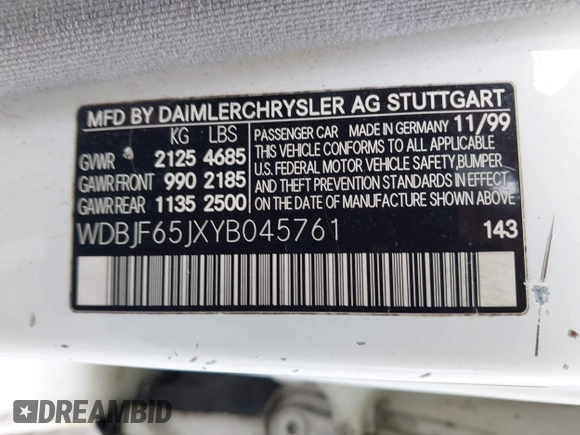 MFD BY DAIMLERCHRYSLER AG STUTTGART
KG LBS
GVWR 2125 4685
GAWR FRONT 990 2185
GAWR REAR 1135 2500
PASSENGER CAR MADE IN GERMANY 11/99
THIS VEHICLE CONFORMS TO ALL APPLICABLE
U.S. FEDERAL MOTOR VEHICLE SAFETY, BUMPER
AND THEFT PREVENTION STANDARDS IN EFFECT
ON THE DATE OF MANUFACTURE SHOWN ABOVE
WDBJF65JXYB045761 143
DREAMBID